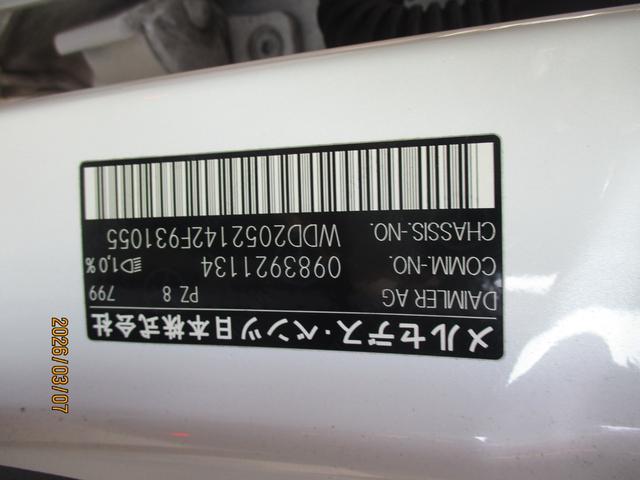 メルセデス・ベンツ日本株式会社
DAIMLER AG PZ 8 799
COMM.-NO. 0983921134 1,0%
CHASSIS.-NO. WDD2052142F931055
2026/03/07